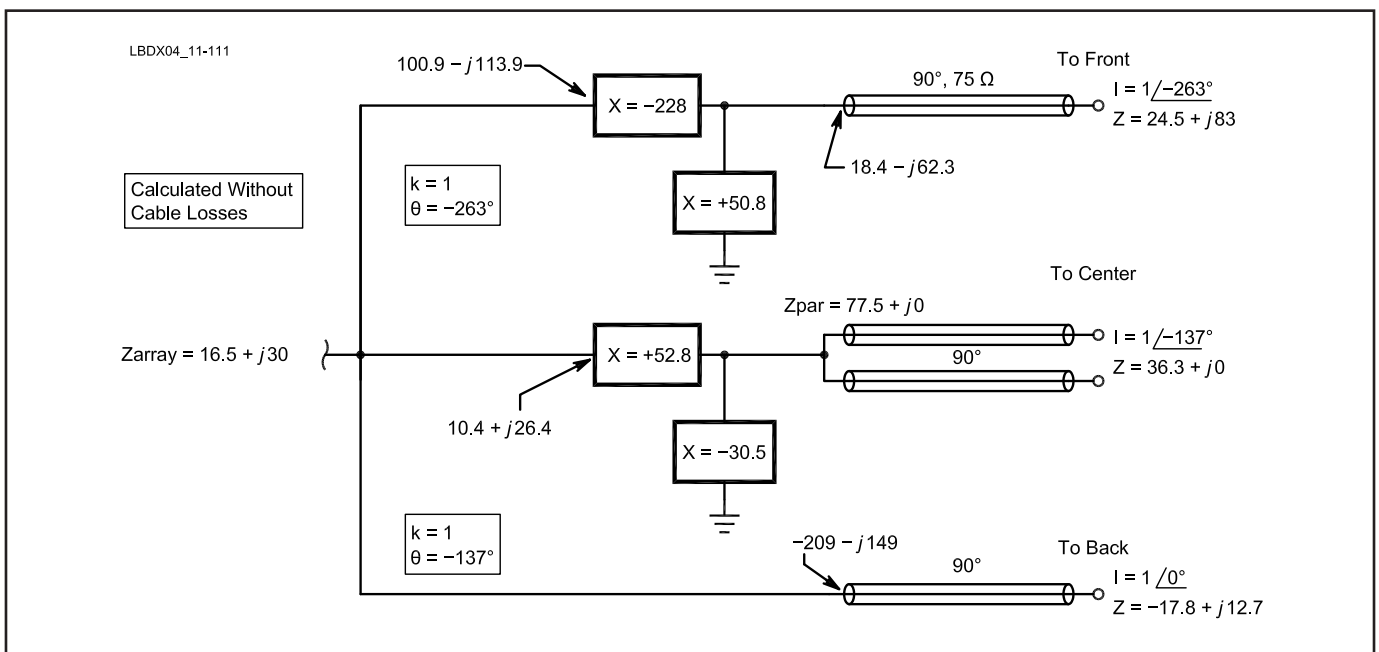 LBDX04_11-111
100.9 − j113.9
X = −228
90°, 75 Ω
To Front
I = 1/−263°
Z = 24.5 + j83
18.4 − j62.3
Calculated Without
Cable Losses
k = 1
θ = −263°
X = +50.8
To Center
Zpar = 77.5 + j0
Zarray = 16.5 + j30
X = +52.8
90°
I = 1/−137°
Z = 36.3 + j0
10.4 + j26.4
X = −30.5
k = 1
θ = −137°
−209 − j149
90°
To Back
I = 1 /0°
Z = −17.8 + j12.7